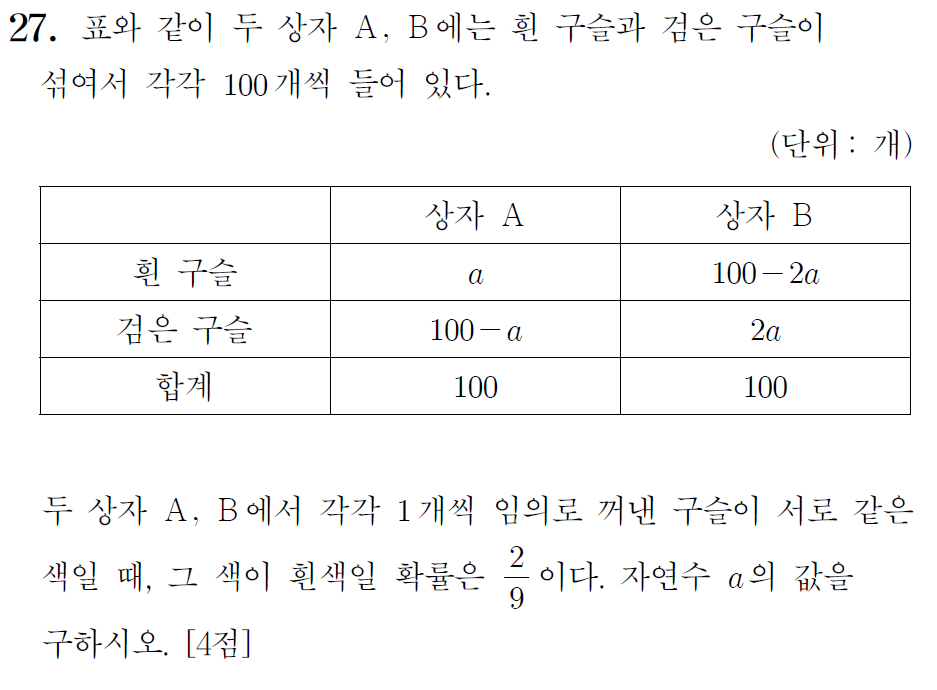 27. 표와 같이 두 상자 A, B에는 흰 구슬과 검은 구슬이
섞여서 각각 100개씩 들어 있다.
(단위 : 개)
상자 A 상자 B
흰 구슬 a 100-2a
검은 구슬 100-a 2a
합계 100 100
두 상자 A, B에서 각각 1개씩 임의로 꺼낸 구슬이 서로 같은
색일 때, 그 색이 흰색일 확률은 2/9 이다. 자연수 a의 값을
구하시오. [4점]